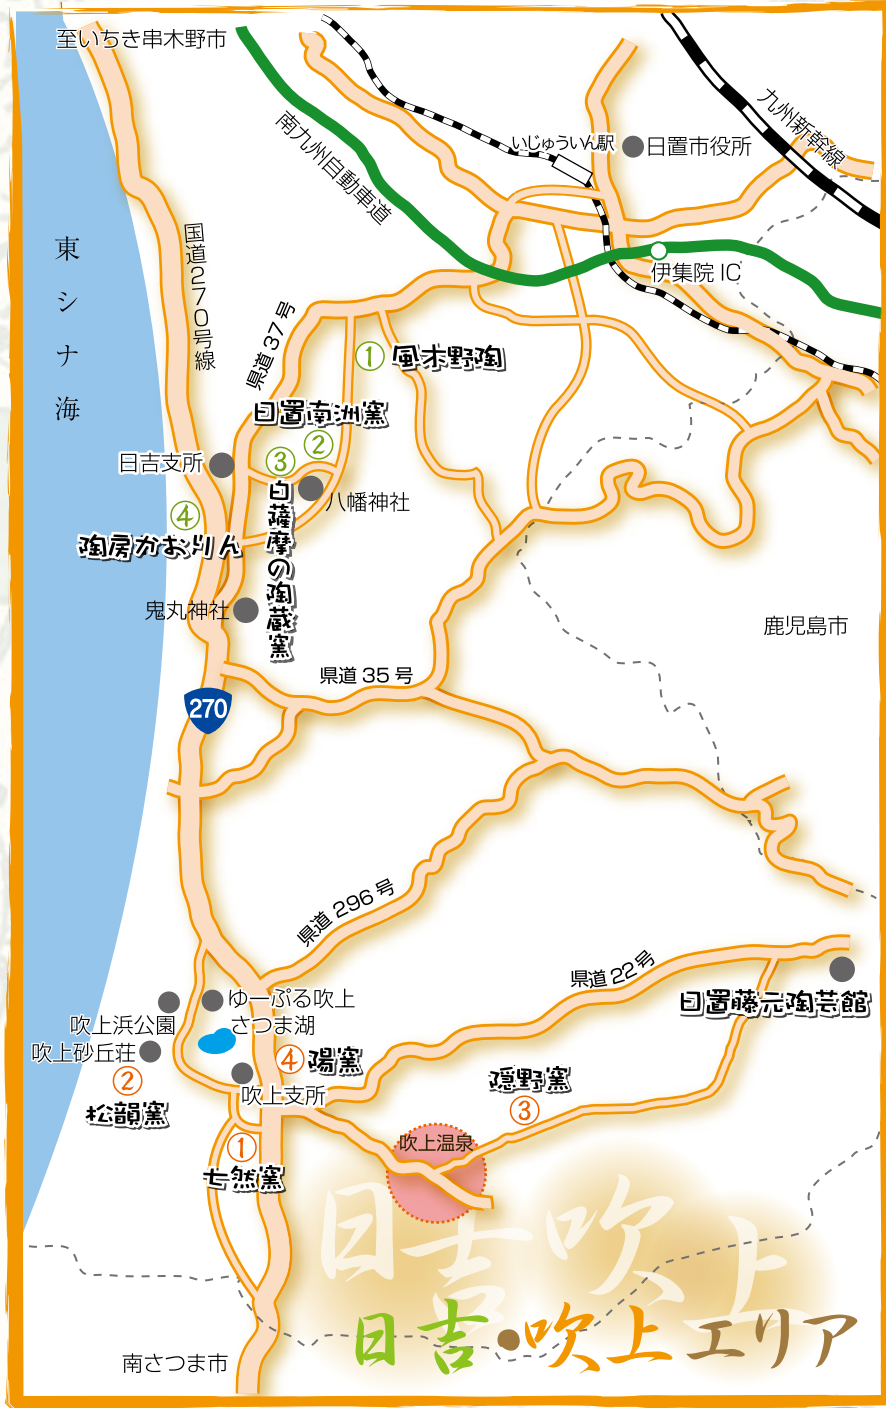 至いちき串木野市
南九州自動車道
九州新幹線
いじゅういん駅
日置市役所
東シナ海
国道270号線
伊集院IC
県道37号
① 風木野陶
日置南洲窯
②
③
白薩摩の陶蔵窯
日吉支所
八幡神社
④
陶房かおりん
鬼丸神社
鹿児島市
県道35号
270
県道296号
県道22号
日置藤元陶芸館
ゆーぷる吹上
吹上浜公園
さつま湖
吹上砂丘荘
④ 陽窯
②
松韻窯
吹上支所
隠野窯
③
①
七然窯
吹上温泉
日吉吹上
日吉・吹上エリア
南さつま市